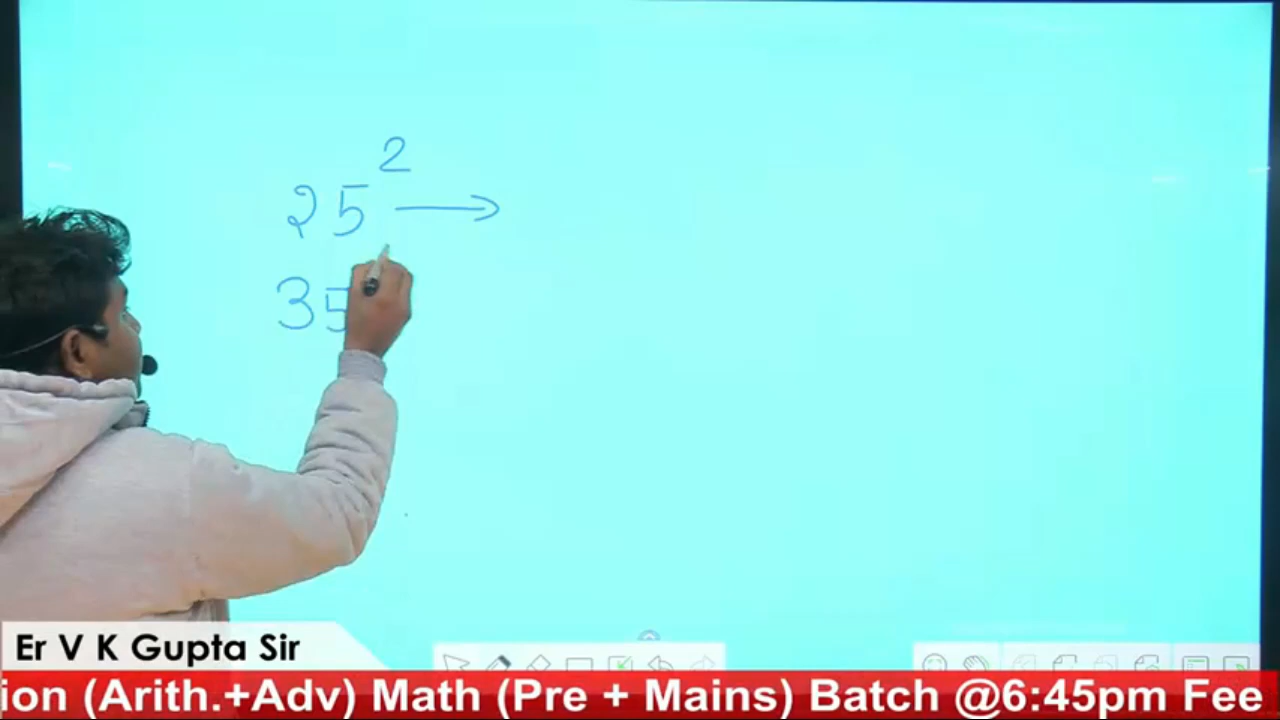 25² →
35
Er V K Gupta Sir
ion (Arith.+Adv) Math (Pre + Mains) Batch @6:45pm Fee